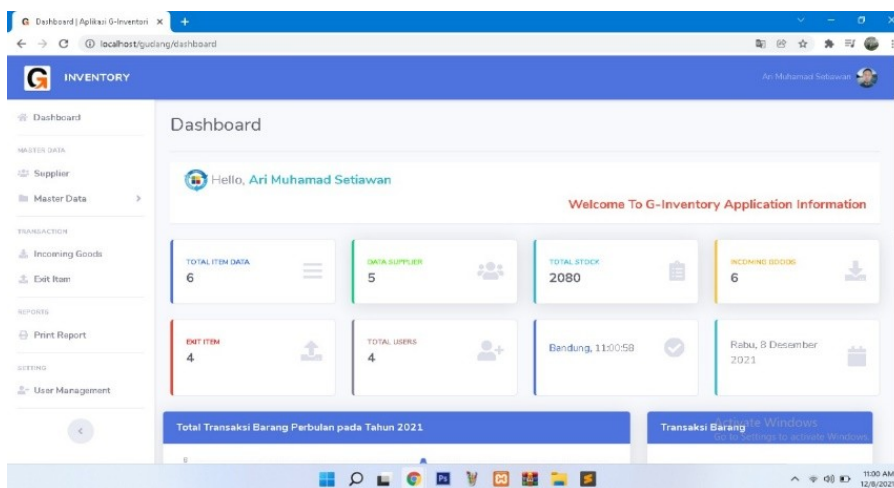 G Dashboard | Aplikasi G-Inventori
localhost/gudang/dashboard
G INVENTORY
Ari Muhamad Setiawan
Dashboard
MASTER DATA
Supplier
Master Data
TRANSACTION
Incoming Goods
Exit Item
REPORTS
Print Report
SETTING
User Management
Dashboard
Hello, Ari Muhamad Setiawan
Welcome To G-Inventory Application Information
TOTAL ITEM DATA
6
DATA SUPPLIER
5
TOTAL STOCK
2080
INCOMING GOODS
6
EXIT ITEM
4
TOTAL USERS
4
Bandung, 11:00:58
Rabu, 8 Desember
2021
Total Transaksi Barang Perbulan pada Tahun 2021
Transaksi Barang
Activate Windows
Go to Settings to activate Windows.
11:00 AM